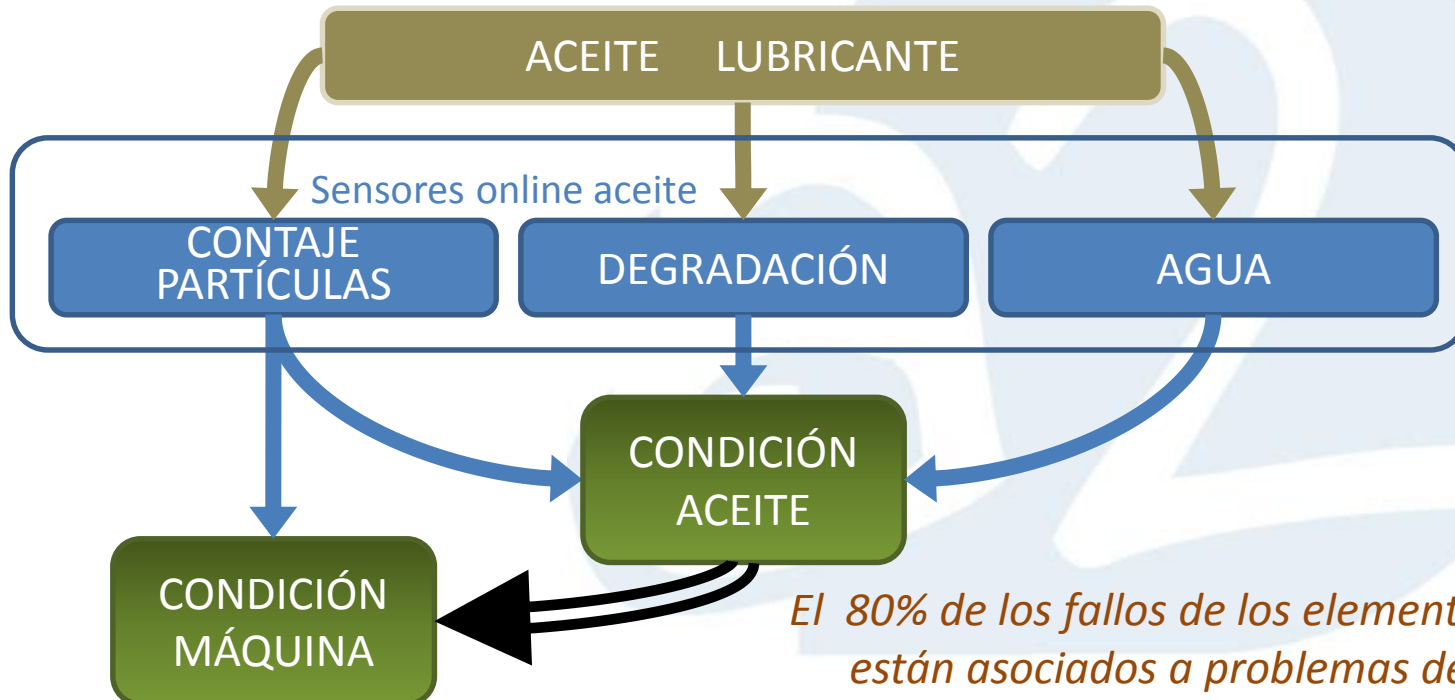 ACEITE LUBRICANTE
Sensores online aceite
CONTAJE
PARTÍCULAS
DEGRADACIÓN
AGUA
CONDICIÓN
ACEITE
CONDICIÓN
MÁQUINA
El 80% de los fallos de los element
están asociados a problemas de